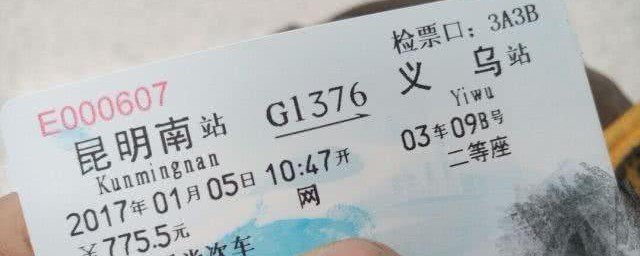 检票口:3A3B
E000607
昆明南站 G1376 义乌站
Kunmingnan Yiwu
2017年01月05日 10:47开 03车09B号
¥775.5元 网 二等座
次车